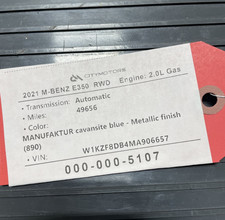 CITYMOTORS
2021 M-BENZ E350 RWD Engine: 2.0L Gas
• Transmission: Automatic
• Miles:
49656
• Color:
MANUFAKTUR cavansite blue - Metallic finish
(890)
• VIN: W1KZF8DB4MA906657
000-000-5107